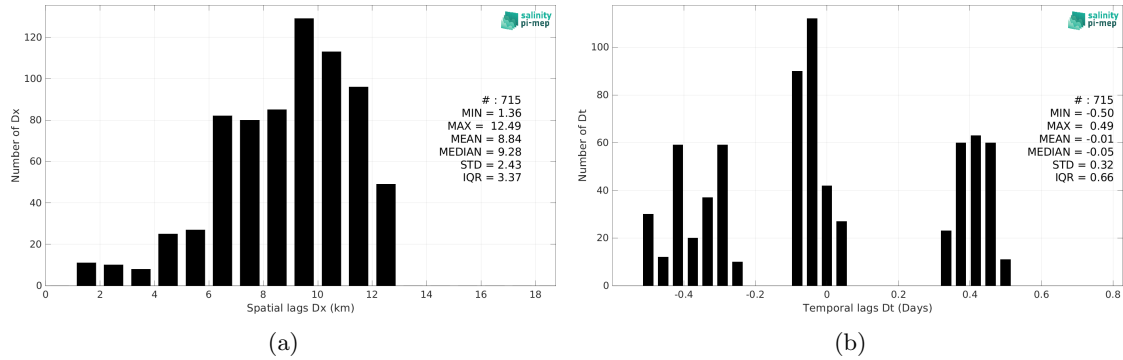 salinity
pi-mep
120
100
80
60
40
20
0
Number of Dx
# : 715
MIN = 1.36
MAX = 12.49
MEAN = 8.84
MEDIAN = 9.28
STD = 2.43
IQR = 3.37
0 2 4 6 8 10 12 14 16 18
Spatial lags Dx (km)
(a)
salinity
pi-mep
100
80
60
40
20
0
Number of Dt
# : 715
MIN = -0.50
MAX = 0.49
MEAN = -0.01
MEDIAN = -0.05
STD = 0.32
IQR = 0.66
-0.4 -0.2 0 0.2 0.4 0.6 0.8
Temporal lags Dt (Days)
(b)